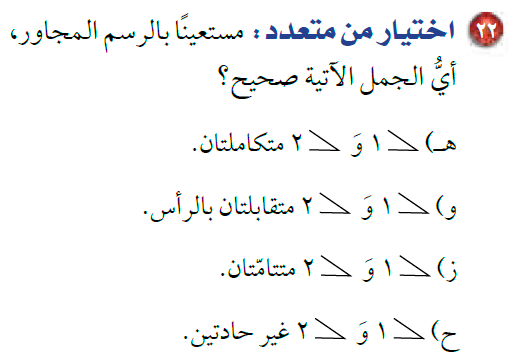 ٢٢ اختيار من متعدد: مستعينًا بالرسم المجاور،
أيُّ الجمل الآتية صحيح؟
هـ) ∠ ١ وَ ∠ ٢ متكاملتان.
و) ∠ ١ وَ ∠ ٢ متقابلتان بالرأس.
ز) ∠ ١ وَ ∠ ٢ متتامّتان.
ح) ∠ ١ وَ ∠ ٢ غير حادتين.